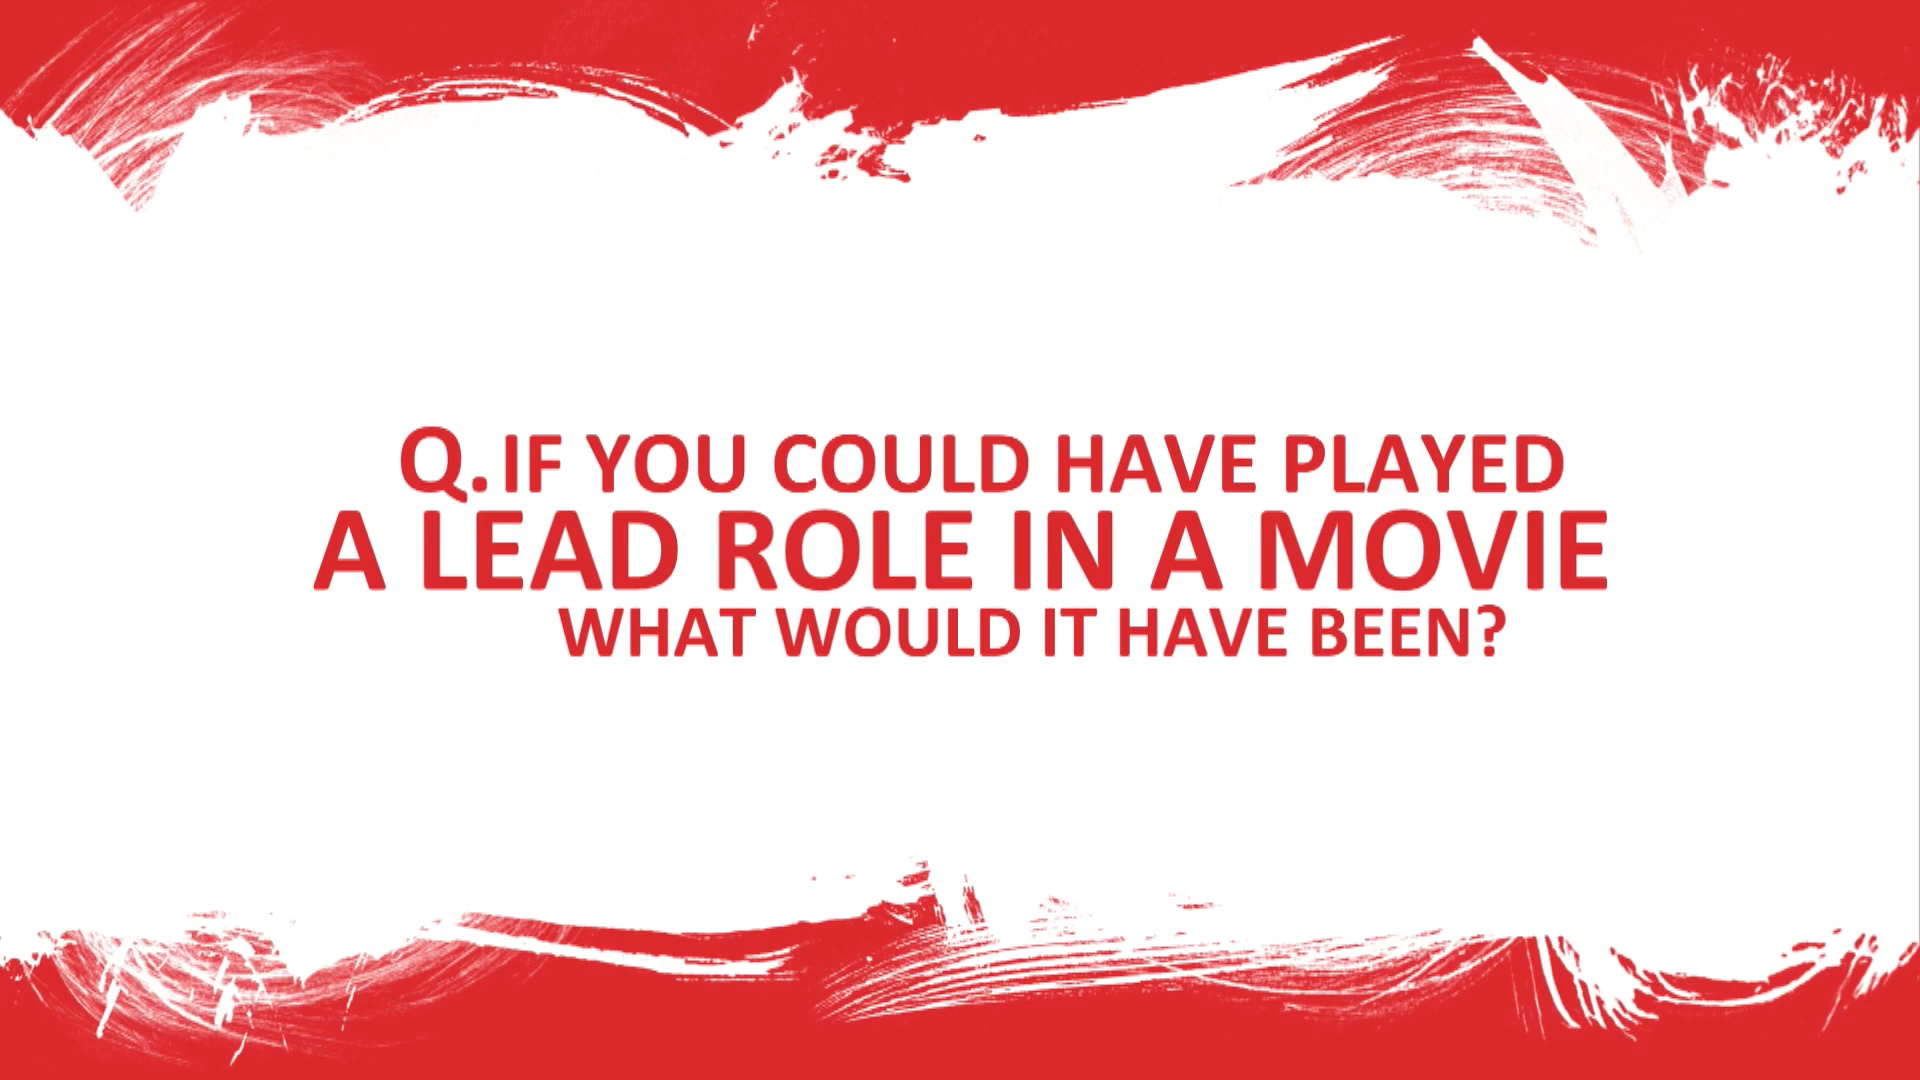 Q. IF YOU COULD HAVE PLAYED
A LEAD ROLE IN A MOVIE
WHAT WOULD IT HAVE BEEN?